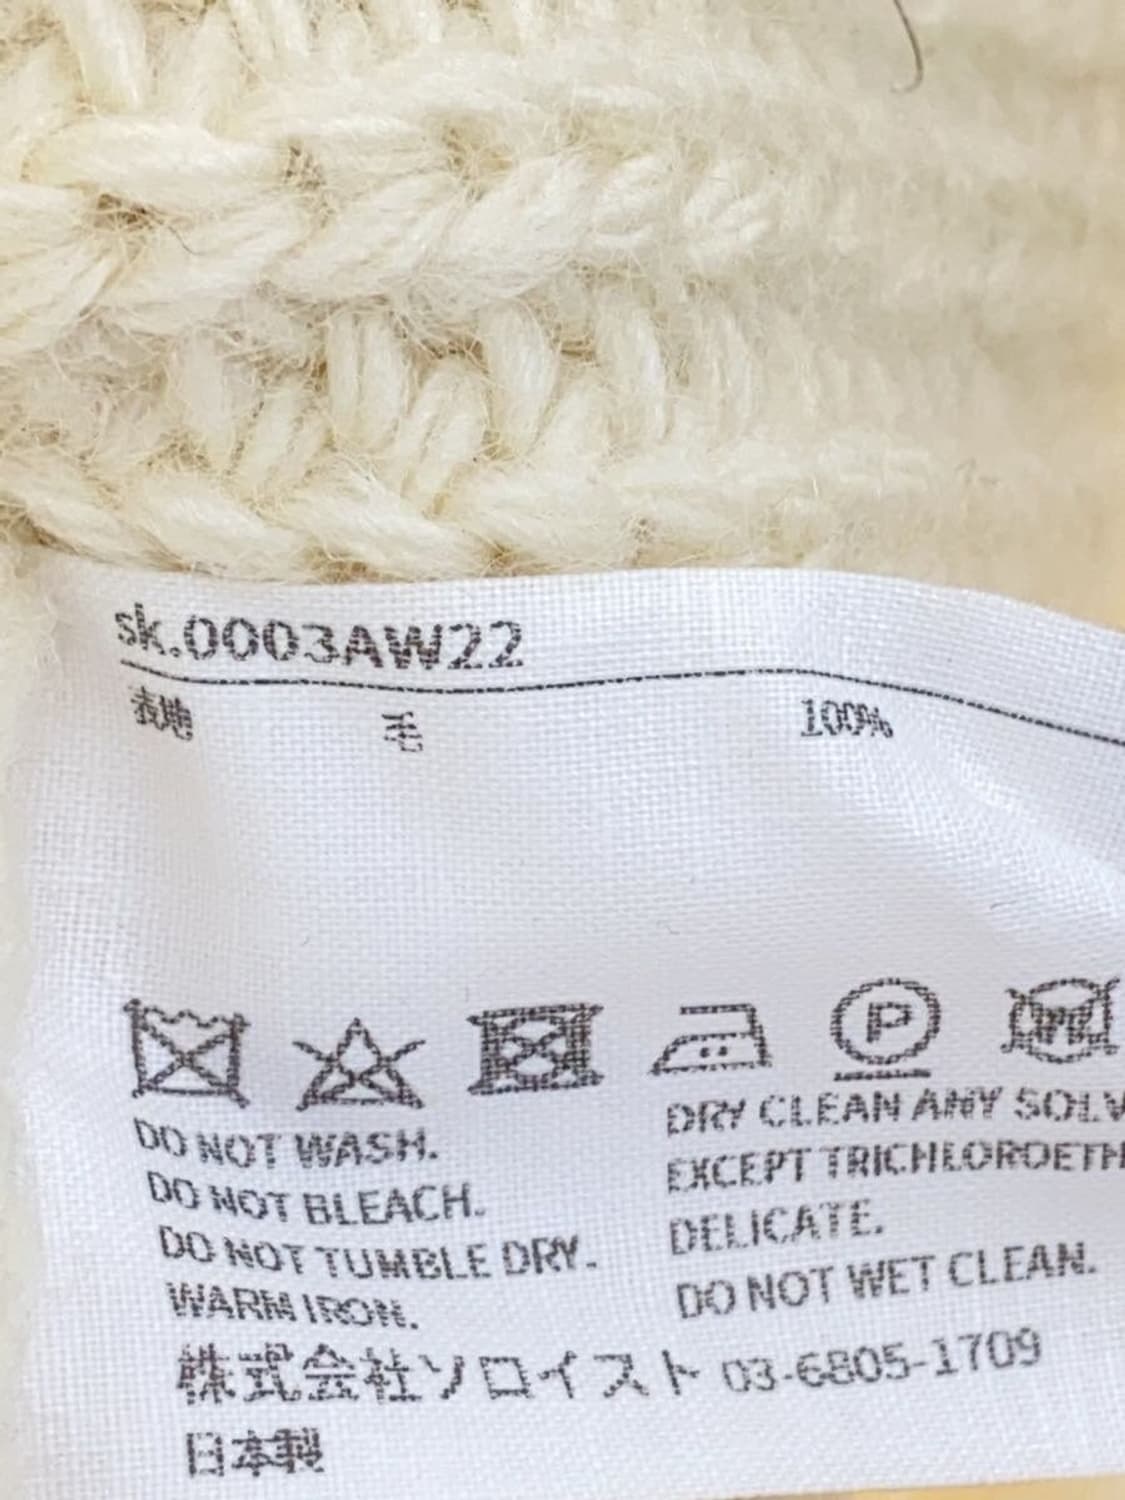 sk.0003AW22
表地 毛 100%
P
W
DO NOT WASH.
DO NOT BLEACH.
DO NOT TUMBLE DRY.
WARM IRON.
DRY CLEAN ANY SOLV
EXCEPT TRICHLOROETH
DELICATE.
DO NOT WET CLEAN.
株式会社ソロイスト 03-6805-1709
日本製